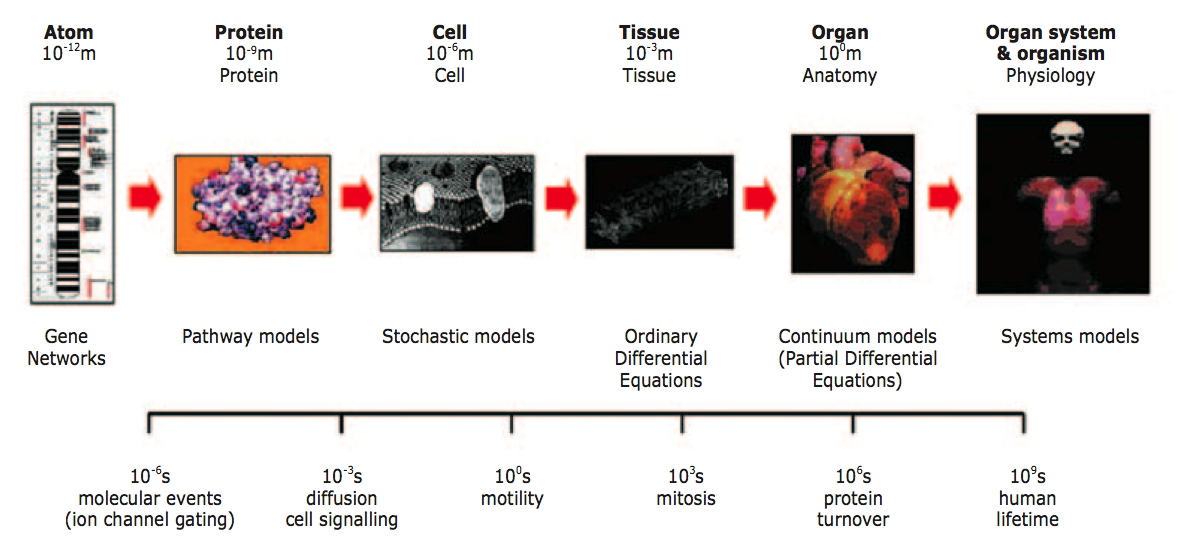 Atom
10⁻¹²m
Protein
10⁻⁹m
Protein
Cell
10⁻⁶m
Cell
Tissue
10⁻³m
Tissue
Organ
10⁰m
Anatomy
Organ system
& organism
Physiology
Gene
Networks
Pathway models
Stochastic models
Ordinary
Differential
Equations
Continuum models
(Partial Differential
Equations)
Systems models
10⁻⁶s
molecular events
(ion channel gating)
10⁻³s
diffusion
cell signalling
10⁰s
motility
10³s
mitosis
10⁶s
protein
turnover
10⁹s
human
lifetime